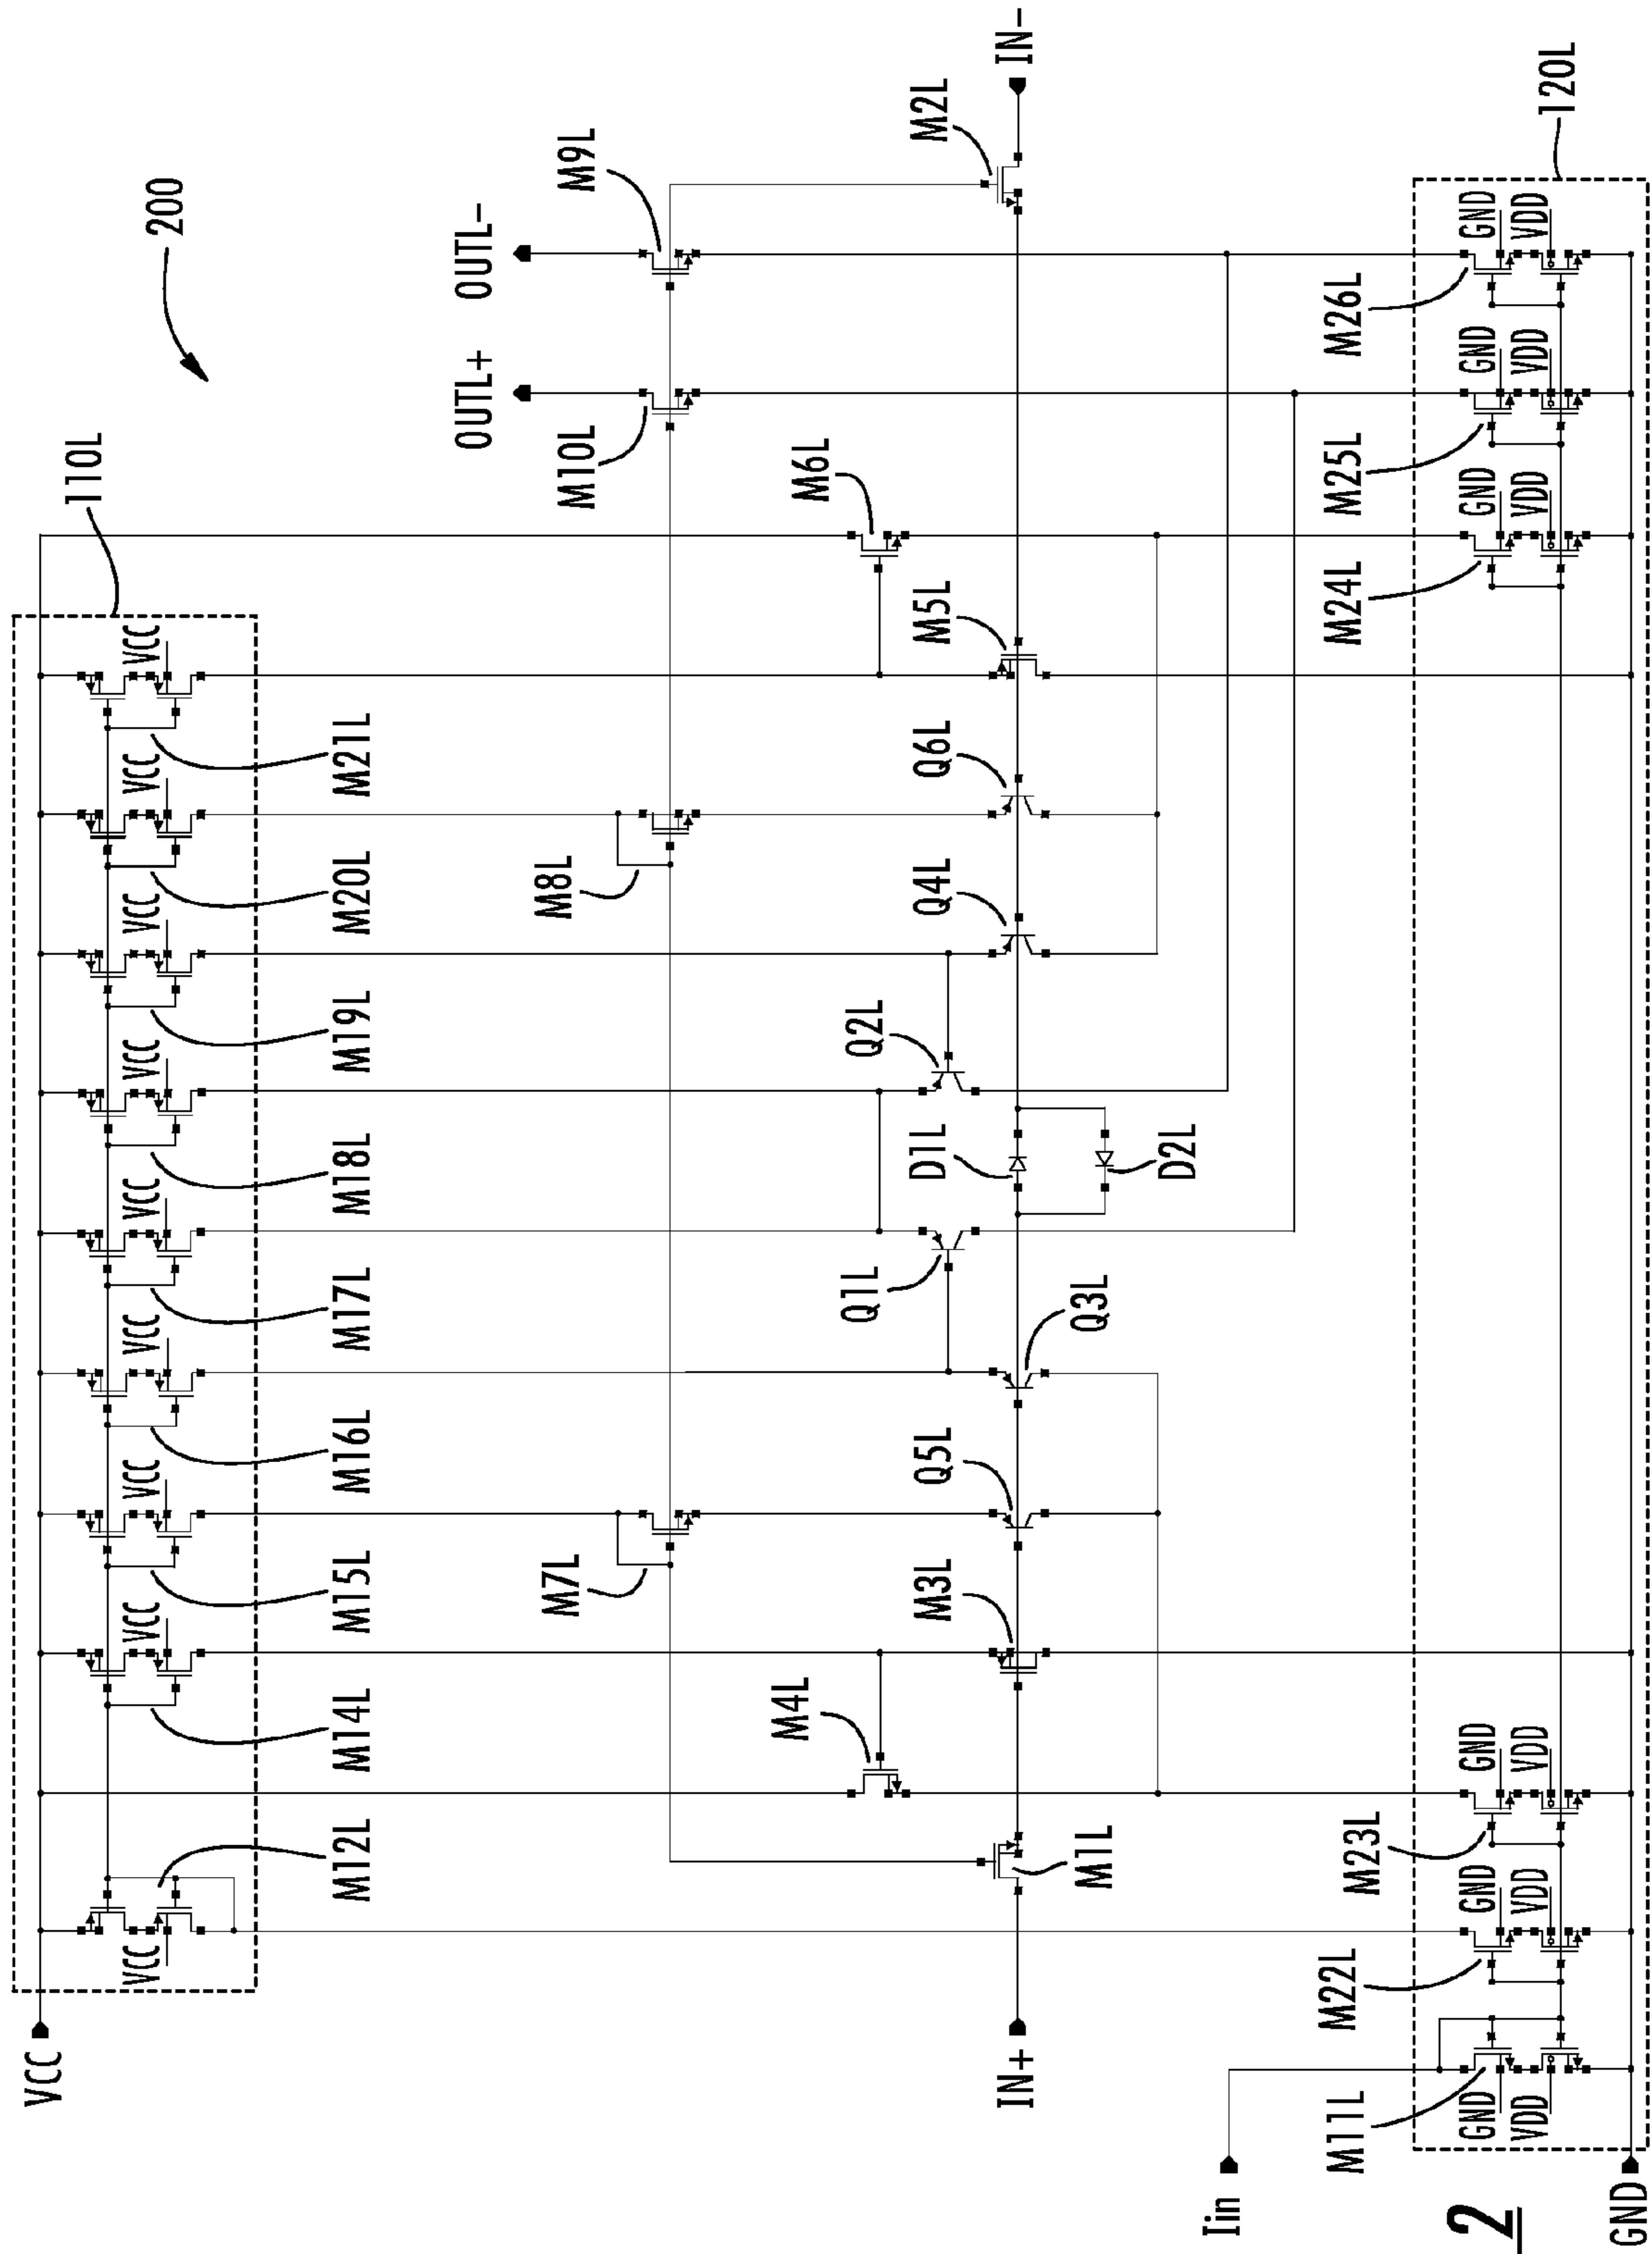 200
110L
VCC
VCC
VCC
VCC
VCC
VCC
VCC
VCC
VCC
VCC
M12L
M14L
M15L
M16L
M17L
M18L
M19L
M20L
M21L
OUTL+
OUTL-
M7L
M8L
M10L
M9L
M4L
Q1L
Q2L
M6L
M3L
Q5L
D1L
Q4L
Q6L
M5L
M2L
IN+
IN-
M1L
Q3L
D2L
Iin
M11L
M22L
M23L
M24L
M25L
M26L
120L
GND
GND
GND
GND
GND
GND
VDD
VDD
VDD
VDD
VDD
VDD
GND
2